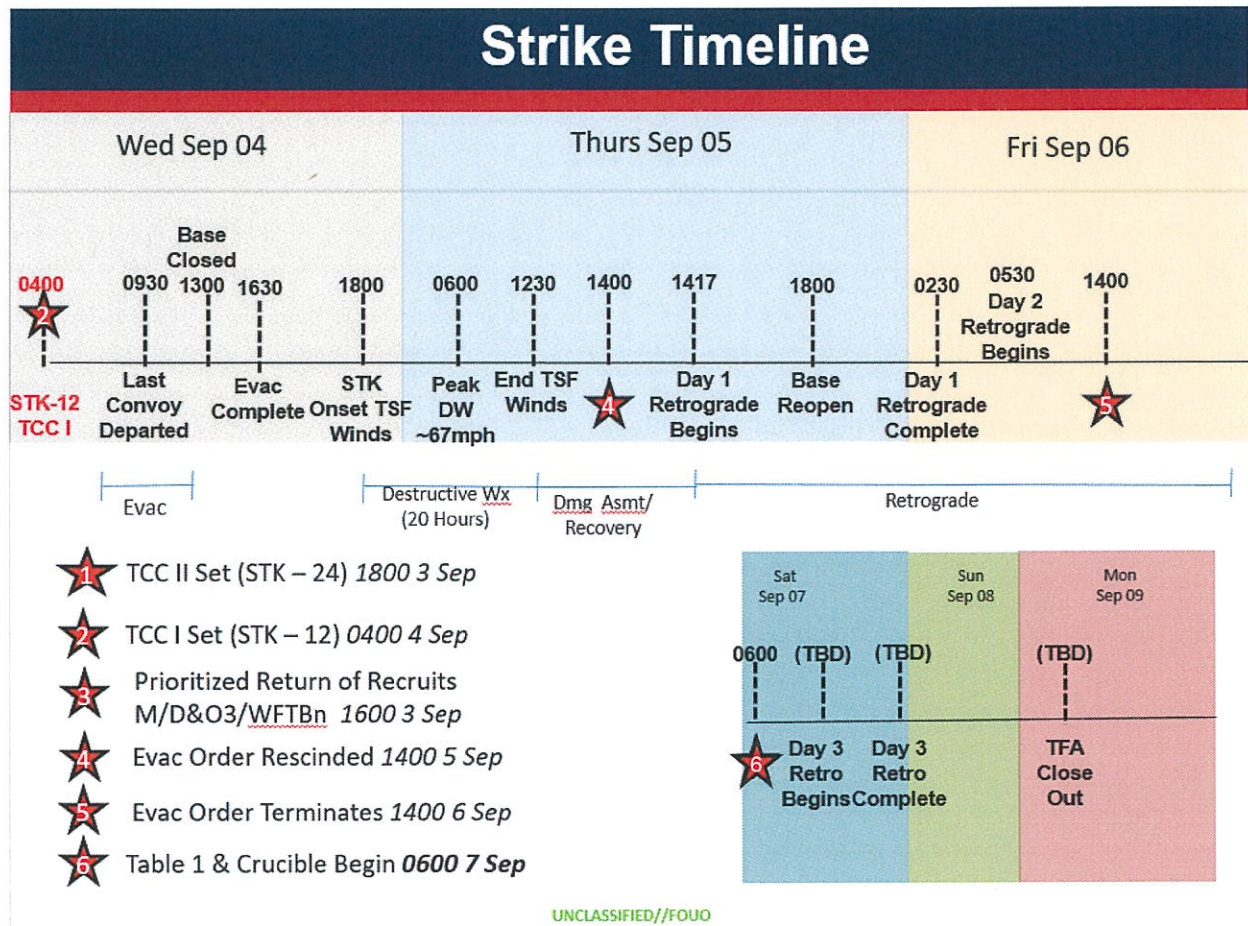 Strike Timeline
Wed Sep 04
Thurs Sep 05
Fri Sep 06
Base
Closed
0400
0930
1300
1630
1800
0600
1230
1400
1417
1800
0230
0530
Day 2
Retrograde
Begins
1400
2
STK-12
TCC I
Last
Convoy
Departed
Evac
Complete
STK
Onset TSF
Winds
Peak
DW
~67mph
End TSF
Winds
4
Day 1
Retrograde
Begins
Base
Reopen
Day 1
Retrograde
Complete
5
Evac
Destructive Wx
(20 Hours)
Dmg Asmt/
Recovery
Retrograde
1 TCC II Set (STK – 24) 1800 3 Sep
2 TCC I Set (STK – 12) 0400 4 Sep
3 Prioritized Return of Recruits
M/D&O3/WFTBn 1600 3 Sep
4 Evac Order Rescinded 1400 5 Sep
5 Evac Order Terminates 1400 6 Sep
6 Table 1 & Crucible Begin 0600 7 Sep
Sat
Sep 07
Sun
Sep 08
Mon
Sep 09
0600
(TBD)
(TBD)
(TBD)
6
Day 3
Retro
Begins
Day 3
Retro
Complete
TFA
Close
Out
UNCLASSIFIED//FOUO